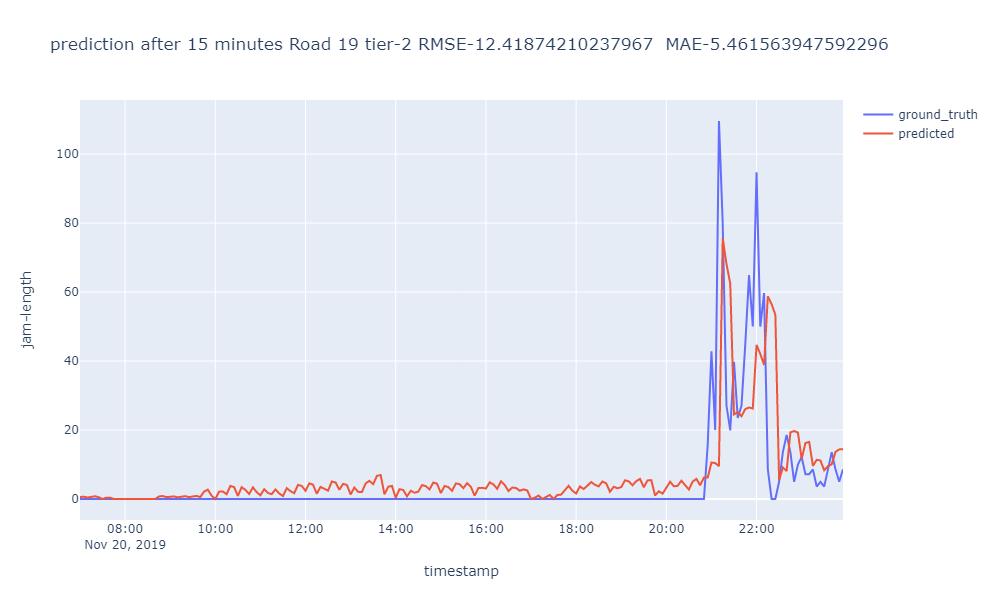 prediction after 15 minutes Road 19 tier-2 RMSE-12.41874210237967  MAE-5.461563947592296
ground_truth
predicted
100
80
60
40
20
0
jam-length
08:00 10:00 12:00 14:00 16:00 18:00 20:00 22:00
Nov 20, 2019
timestamp